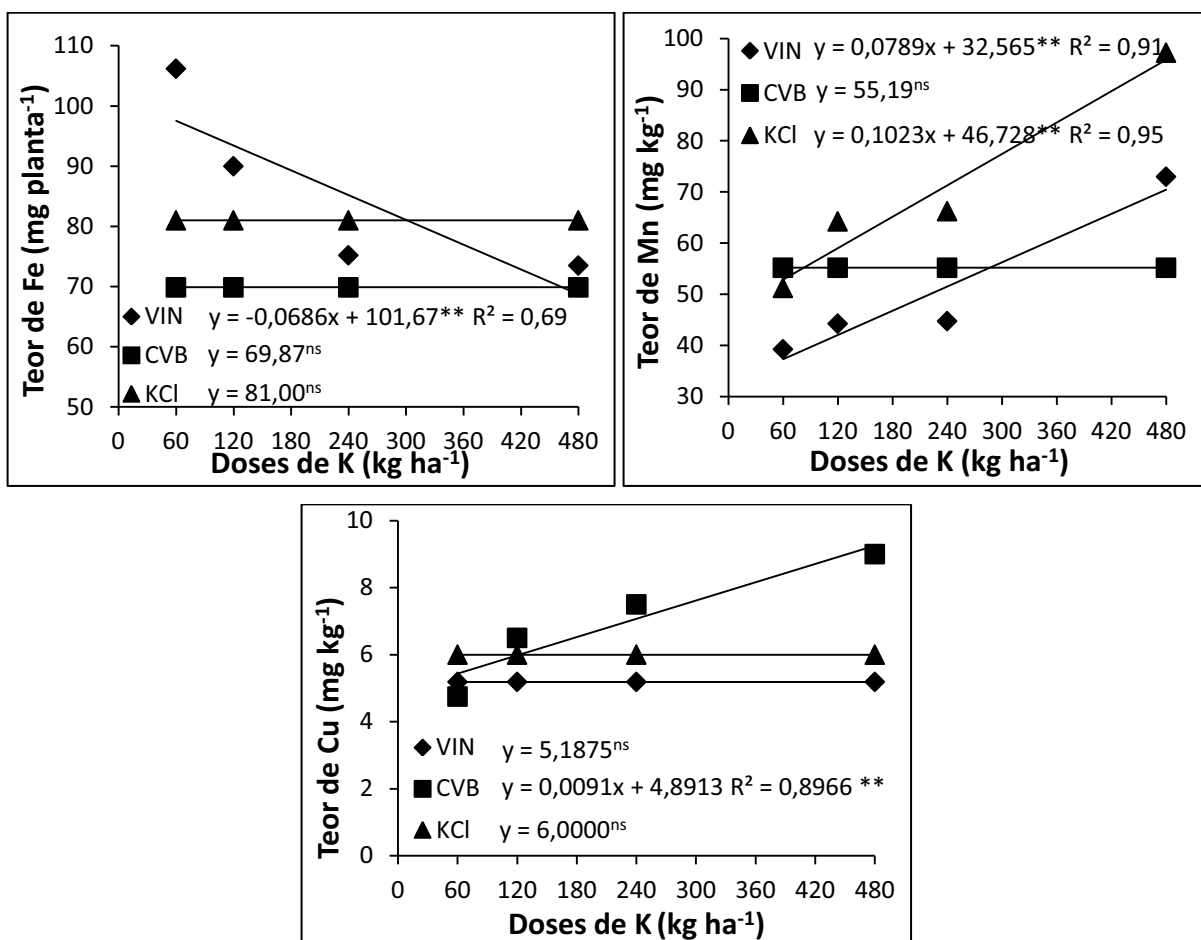 Teor de Fe (mg planta⁻¹)
110
100
90
80
70
60
50
VIN y = -0,0686x + 101,67** R² = 0,69
CVB y = 69,87ⁿˢ
KCl y = 81,00ⁿˢ
0 60 120 180 240 300 360 420 480
Doses de K (kg ha⁻¹)
Teor de Mn (mg kg⁻¹)
100
90
80
70
60
50
40
30
VIN y = 0,0789x + 32,565** R² = 0,91
CVB y = 55,19ⁿˢ
KCl y = 0,1023x + 46,728** R² = 0,95
0 60 120 180 240 300 360 420 480
Doses de K (kg ha⁻¹)
Teor de Cu (mg kg⁻¹)
10
8
6
4
2
0
VIN y = 5,1875ⁿˢ
CVB y = 0,0091x + 4,8913 R² = 0,8966 **
KCl y = 6,0000ⁿˢ
0 60 120 180 240 300 360 420 480
Doses de K (kg ha⁻¹)